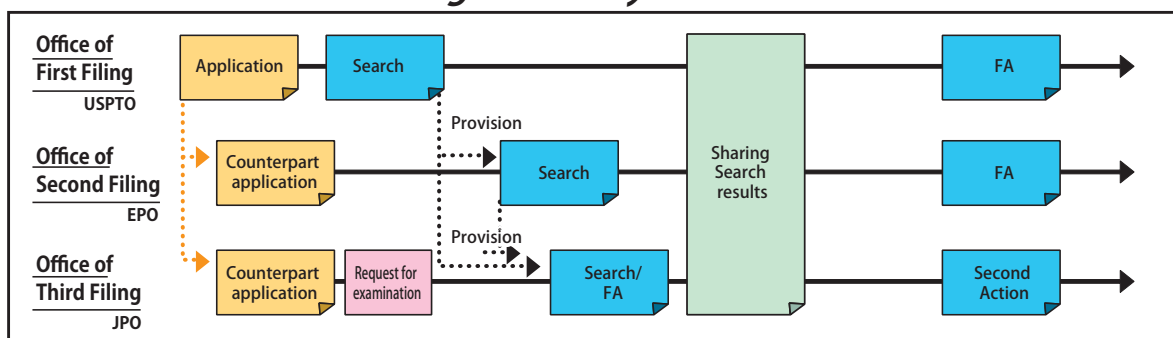 Office of
First Filing
USPTO
Application
Search
FA
Provision
Office of
Second Filing
EPO
Counterpart
application
Search
Sharing
Search
results
FA
Provision
Office of
Third Filing
JPO
Counterpart
application
Request for
examination
Search/
FA
Second
Action